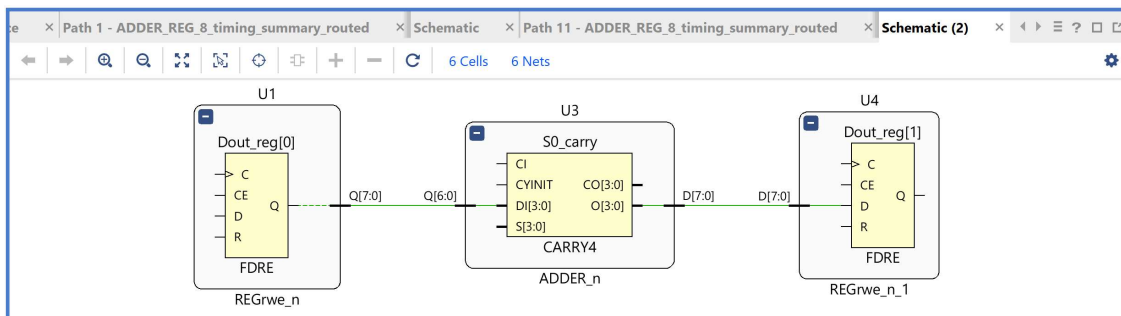 Path 1 - ADDER_REG_8_timing_summary_routed × Schematic × Path 11 - ADDER_REG_8_timing_summary_routed × Schematic (2) ×
6 Cells 6 Nets
U1
U3
U4
Dout_reg[0]
S0_carry
Dout_reg[1]
C
CE
D
R
Q
FDRE
REGrwe_n
Q[7:0]
Q[6:0]
CI
CYINIT
DI[3:0]
S[3:0]
CO[3:0]
O[3:0]
CARRY4
ADDER_n
D[7:0]
D[7:0]
C
CE
D
R
Q
FDRE
REGrwe_n_1